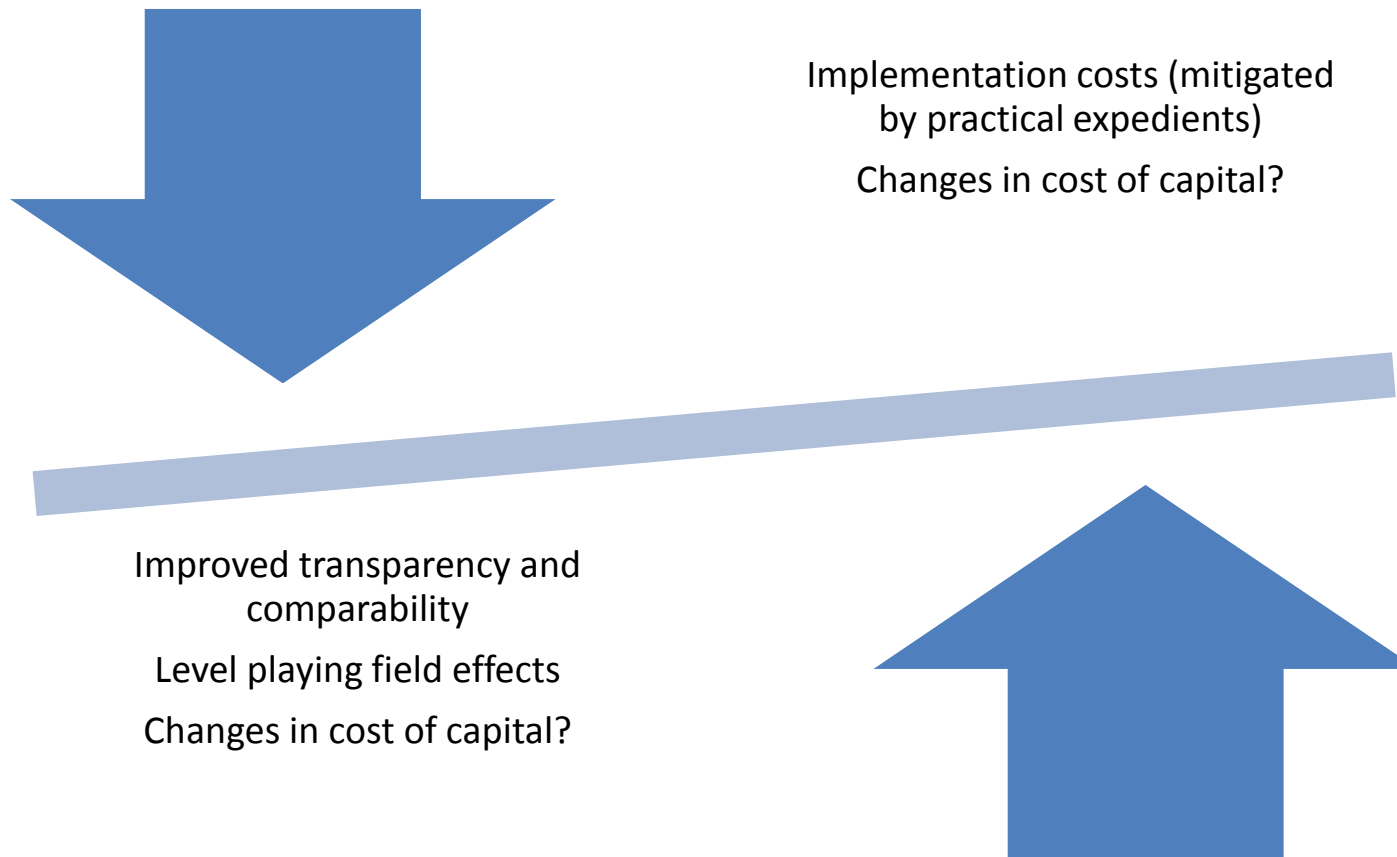 Implementation costs (mitigated
by practical expedients)
Changes in cost of capital?
Improved transparency and
comparability
Level playing field effects
Changes in cost of capital?